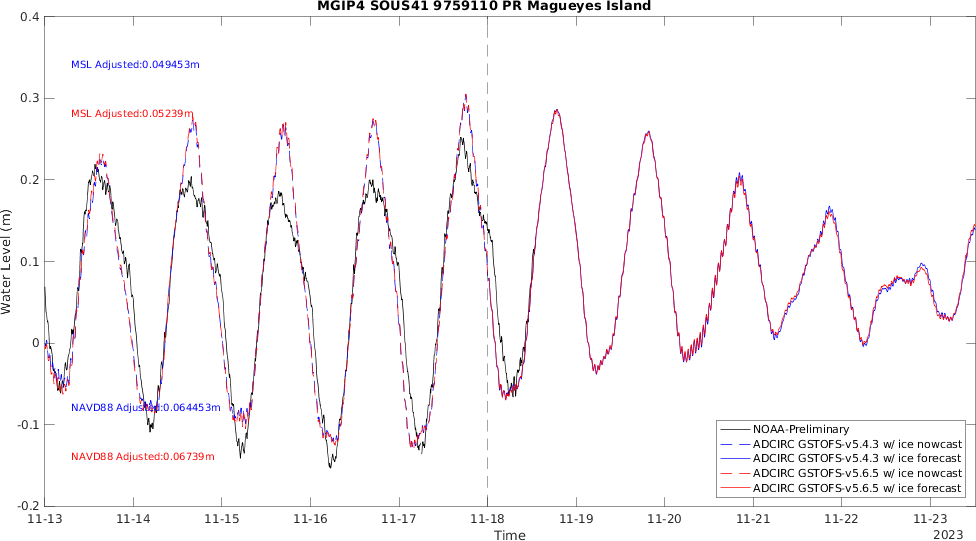 MGIP4 SOUS41 9759110 PR Magueyes Island
0.4
0.3
0.2
0.1
0
-0.1
-0.2
Water Level (m)
MSL Adjusted:0.049453m
MSL Adjusted:0.05239m
NAVD88 Adjusted:0.064453m
NAVD88 Adjusted:0.06739m
NOAA-Preliminary
ADCIRC GSTOFS-v5.4.3 w/ ice nowcast
ADCIRC GSTOFS-v5.4.3 w/ ice forecast
ADCIRC GSTOFS-v5.6.5 w/ ice nowcast
ADCIRC GSTOFS-v5.6.5 w/ ice forecast
11-13 11-14 11-15 11-16 11-17 11-18 11-19 11-20 11-21 11-22 11-23
Time
2023